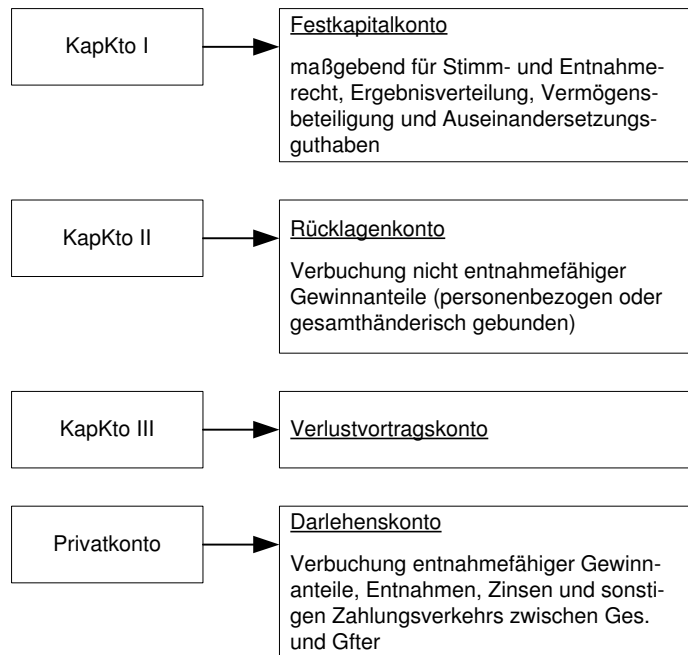 KapKto I
Festkapitalkonto
maßgebend für Stimm- und Entnahme-
recht, Ergebnisverteilung, Vermögens-
beteiligung und Auseinandersetzungs-
guthaben
KapKto II
Rücklagenkonto
Verbuchung nicht entnahmefähiger
Gewinnanteile (personenbezogen oder
gesamthänderisch gebunden)
KapKto III
Verlustvortragskonto
Privatkonto
Darlehenskonto
Verbuchung entnahmefähiger Gewinn-
anteile, Entnahmen, Zinsen und sonsti-
gen Zahlungsverkehrs zwischen Ges.
und Gfter